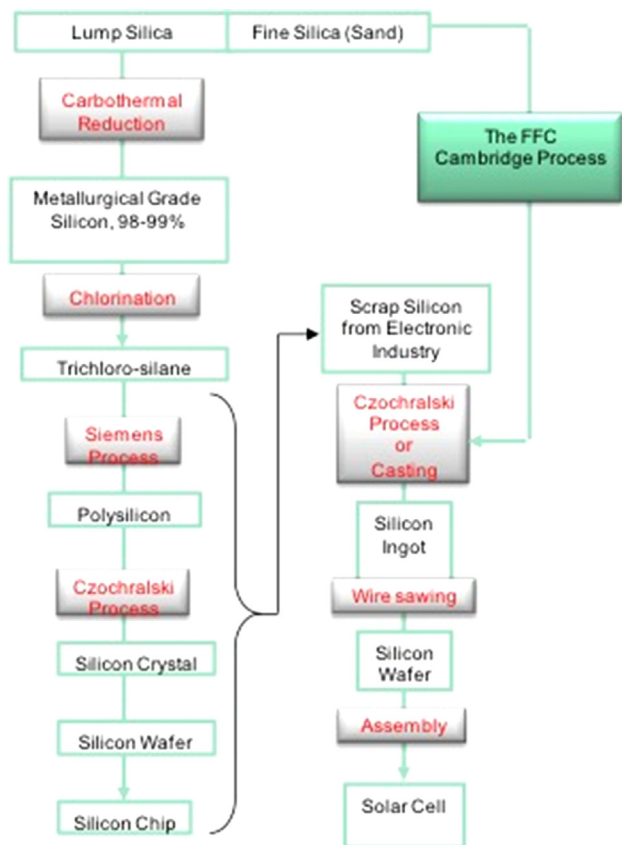 Lump Silica
Fine Silica (Sand)
Carbothermal
Reduction
The FFC
Cambridge Process
Metallurgical Grade
Silicon, 98-99%
Chlorination
Trichloro-silane
Siemens
Process
Polysilicon
Czochralski
Process
Silicon Crystal
Silicon Wafer
Silicon Chip
Scrap Silicon
from Electronic
Industry
Czochralski
Process
or
Casting
Silicon
Ingot
Wire sawing
Silicon
Wafer
Assembly
Solar Cell